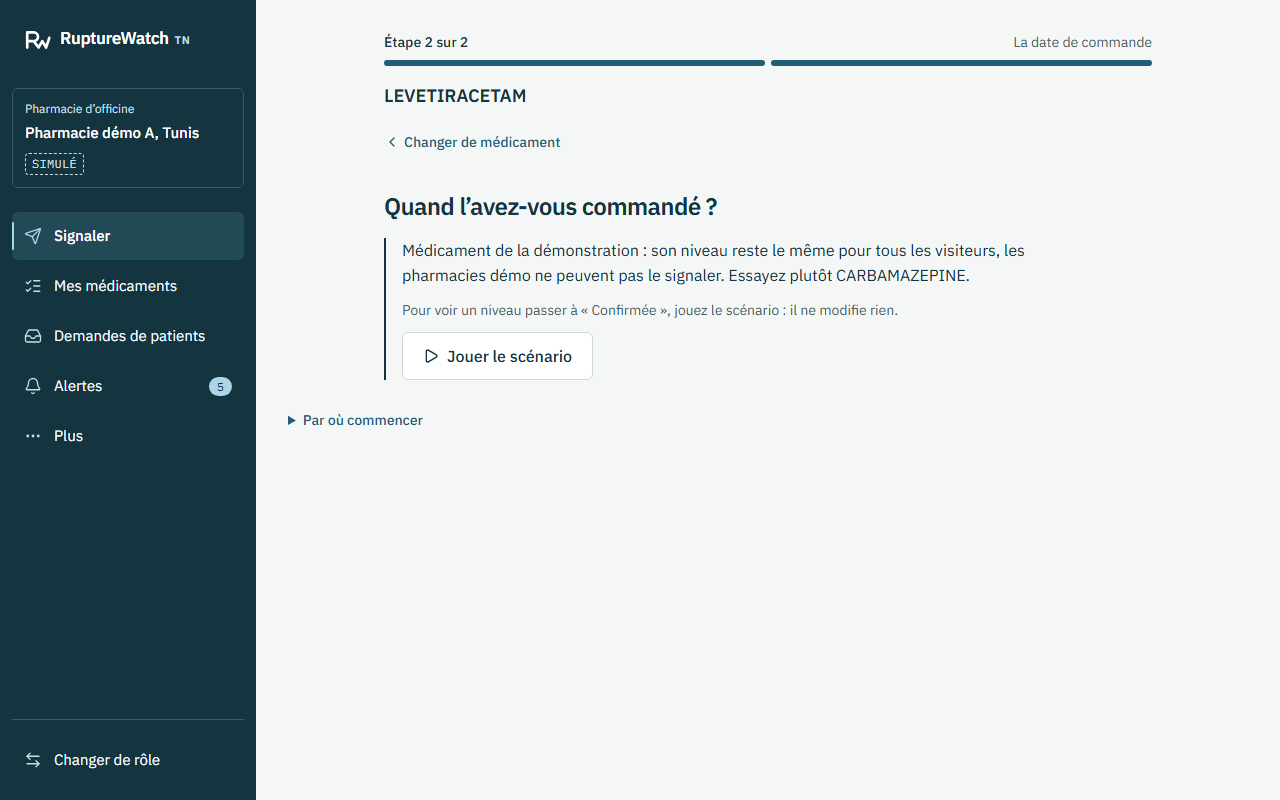 RuptureWatch TN
Pharmacie d’officine
Pharmacie démo A, Tunis
SIMULÉ
Signaler
Mes médicaments
Demandes de patients
Alertes 5
Plus
Changer de rôle
Étape 2 sur 2 La date de commande
LEVETIRACETAM
Changer de médicament
Quand l’avez-vous commandé ?
Médicament de la démonstration : son niveau reste le même pour tous les visiteurs, les
pharmacies démo ne peuvent pas le signaler. Essayez plutôt CARBAMAZEPINE.
Pour voir un niveau passer à « Confirmée », jouez le scénario : il ne modifie rien.
Jouer le scénario
Par où commencer